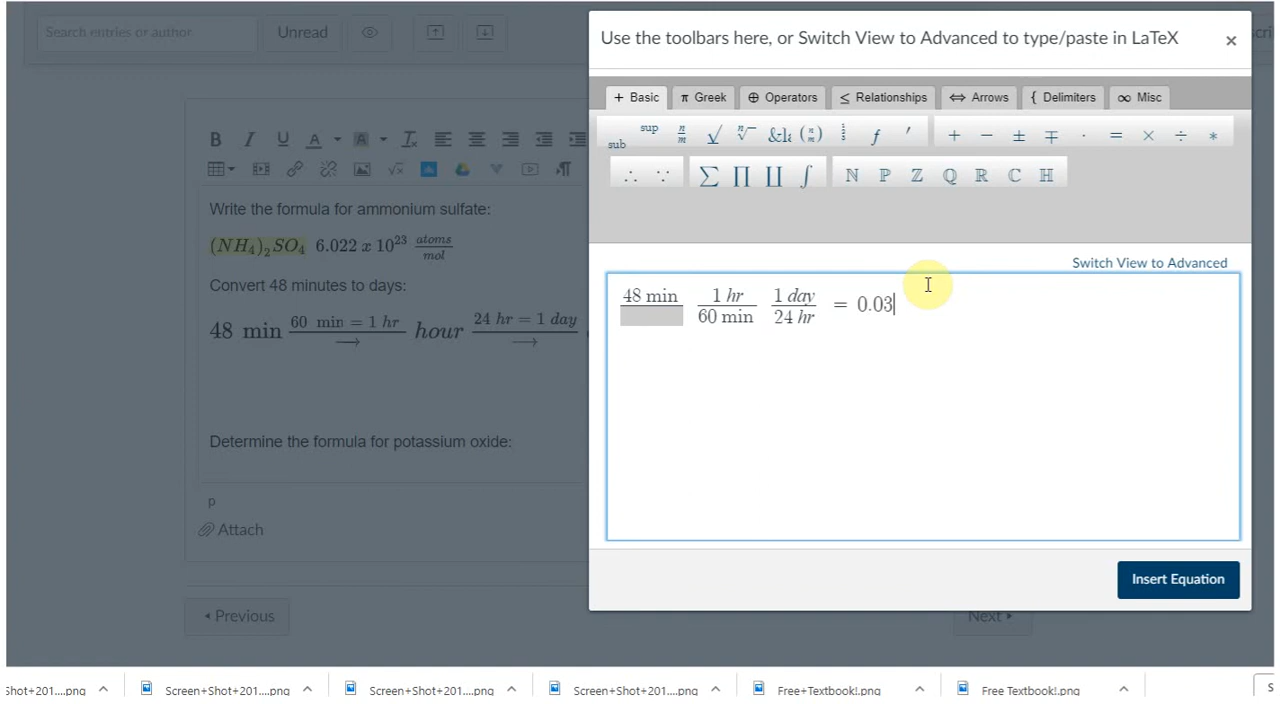 Search entries or author Unread
Use the toolbars here, or Switch View to Advanced to type/paste in LaTeX ×
+ Basic π Greek ⊕ Operators ≤ Relationships ⇔ Arrows { Delimiters ∞ Misc
sub sup n/m √ n√ &lt (n m) f ′ + − ± ∓ · = × ÷ *
∴ ∵ ∑ ∏ ∐ ∫ ℕ ℙ ℤ ℚ ℝ ℂ ℍ
B I U A A
Write the formula for ammonium sulfate:
(NH₄)₂SO₄ 6.022 x 10²³ atoms/mol
Convert 48 minutes to days:
48 min 60 min = 1 hr → hour 24 hr = 1 day →
Determine the formula for potassium oxide:
p
Attach
Switch View to Advanced
48 min 1 hr/60 min 1 day/24 hr = 0.03
Insert Equation
Previous
Next
Shot+201....png Screen+Shot+201....png Screen+Shot+201....png Screen+Shot+201....png Free+Textbook!.png Free Textbook!.png S